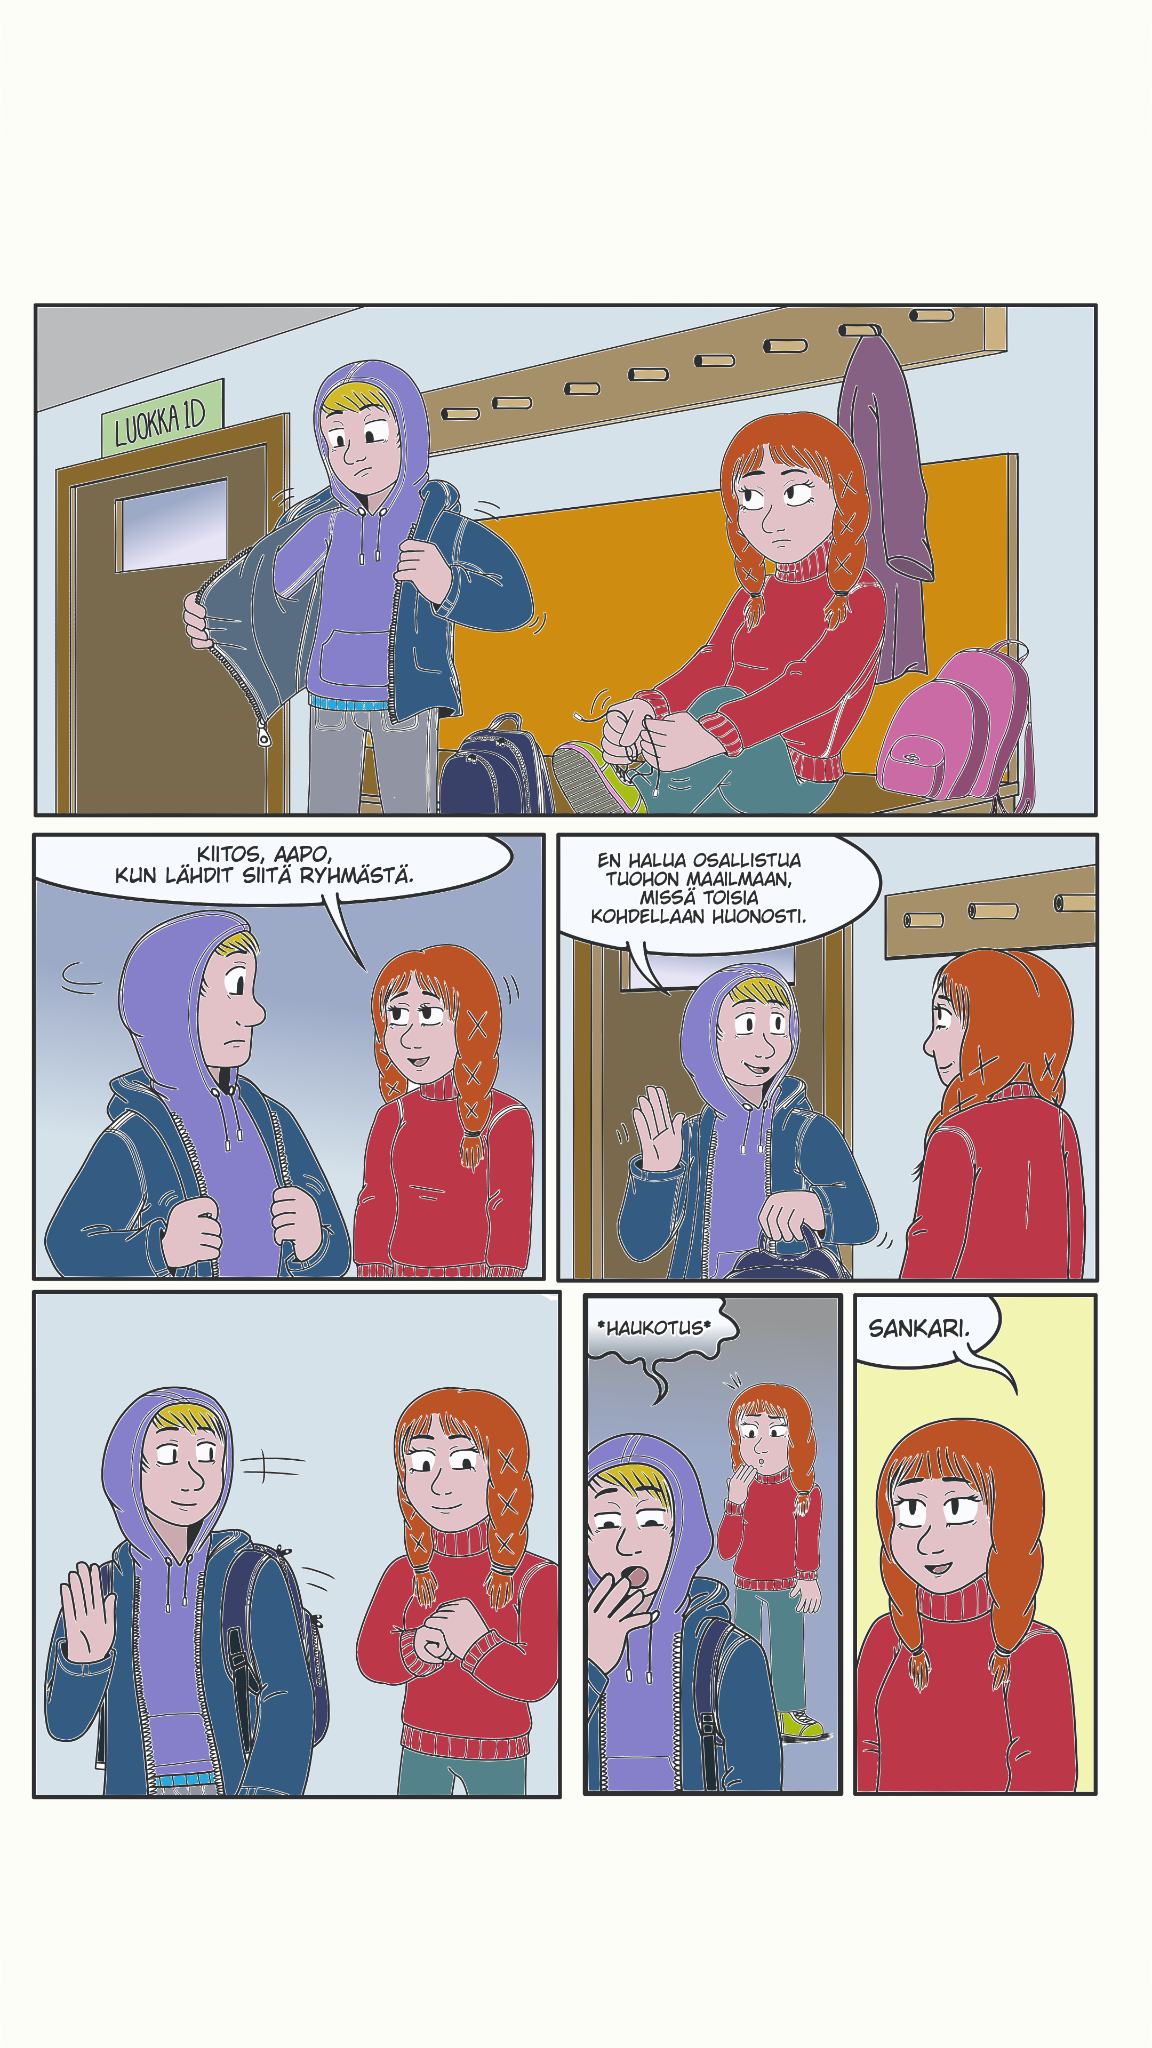 LUOKKA 1D
KIITOS, AAPO,
KUN LÄHDIT SIITÄ RYHMÄSTÄ.
EN HALUA OSALLISTUA
TUOHON MAAILMAAN,
MISSÄ TOISIA
KOHDELLAAN HUONOSTI.
*HAUKOTUS*
SANKARI.